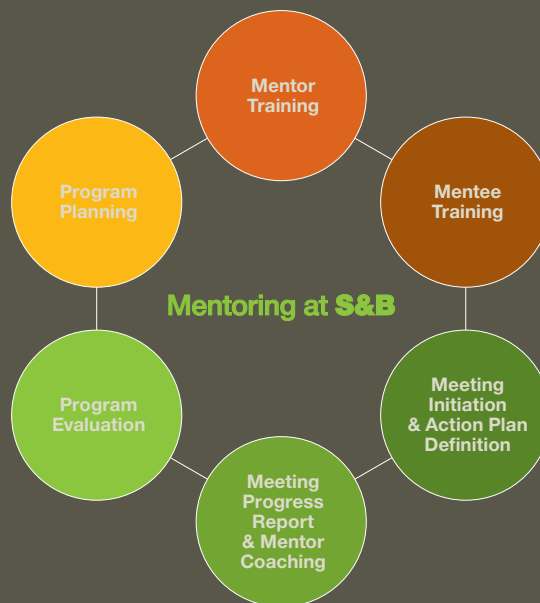 Mentor
Training
Program
Planning
Mentee
Training
Mentoring at S&B
Program
Evaluation
Meeting
Initiation
& Action Plan
Definition
Meeting
Progress
Report
& Mentor
Coaching